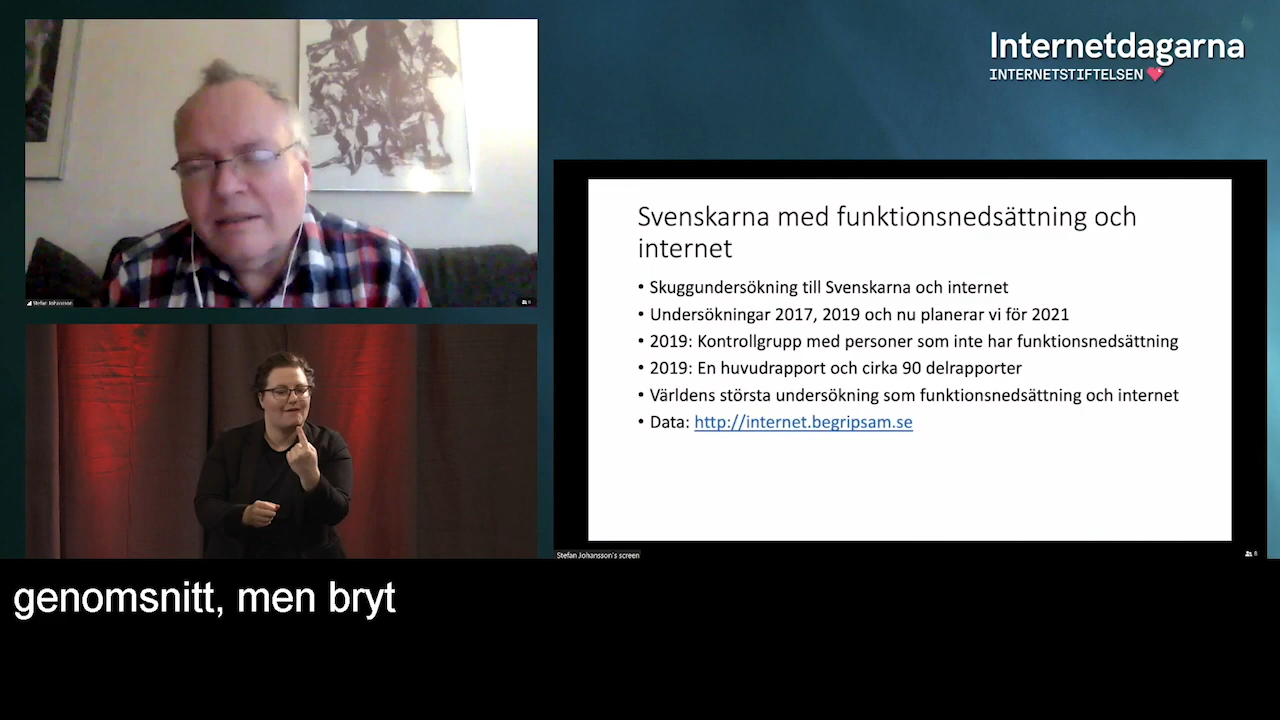 Internetdagarna
INTERNETSTIFTELSEN
Stefan Johansson
Svenskarna med funktionsnedsättning och
internet
• Skuggundersökning till Svenskarna och internet
• Undersökningar 2017, 2019 och nu planerar vi för 2021
• 2019: Kontrollgrupp med personer som inte har funktionsnedsättning
• 2019: En huvudrapport och cirka 90 delrapporter
• Världens största undersökning som funktionsnedsättning och internet
• Data: http://internet.begripsam.se
Stefan Johansson's screen
genomsnitt, men bryt